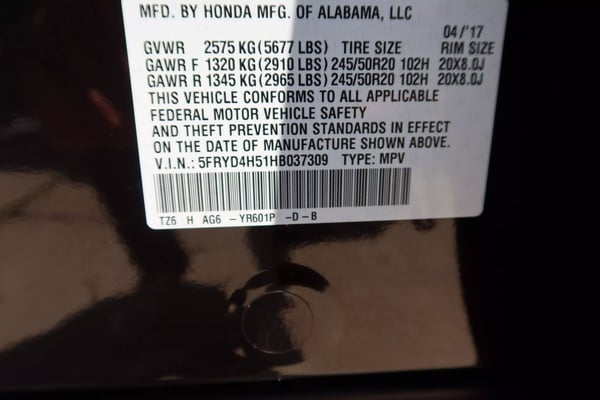 MFD. BY HONDA MFG. OF ALABAMA, LLC
04/'17
GVWR 2575 KG (5677 LBS) TIRE SIZE RIM SIZE
GAWR F 1320 KG (2910 LBS) 245/50R20 102H 20X8.0J
GAWR R 1345 KG (2965 LBS) 245/50R20 102H 20X8.0J
THIS VEHICLE CONFORMS TO ALL APPLICABLE
FEDERAL MOTOR VEHICLE SAFETY
AND THEFT PREVENTION STANDARDS IN EFFECT
ON THE DATE OF MANUFACTURE SHOWN ABOVE.
V.I.N.: 5FRYD4H51HB037309 TYPE: MPV
TZ6 H AG6 -YR601P -D-B